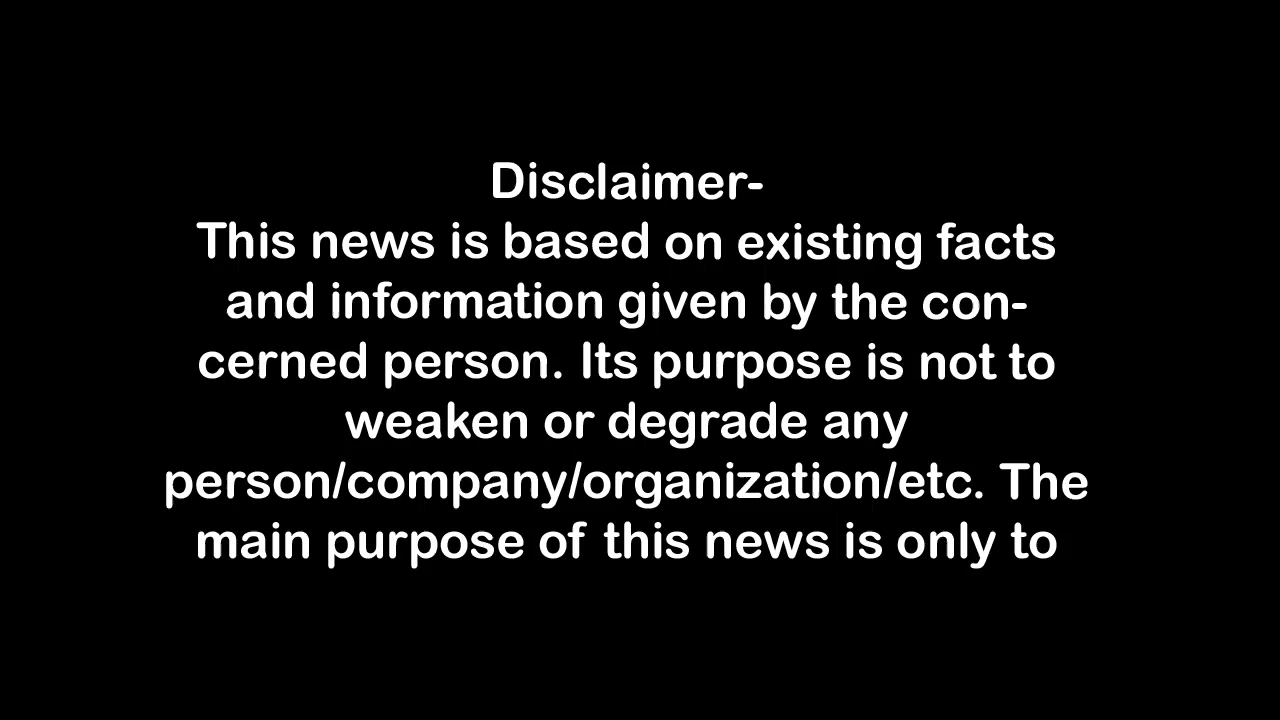 Disclaimer-
This news is based on existing facts
and information given by the con-
cerned person. Its purpose is not to
weaken or degrade any
person/company/organization/etc. The
main purpose of this news is only to